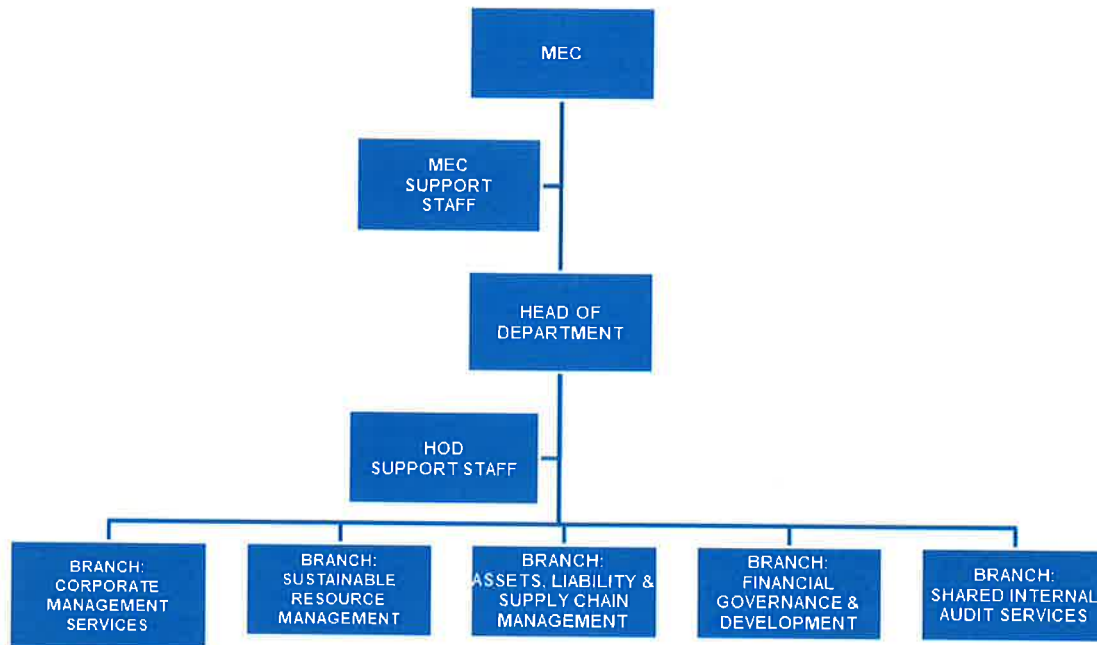 MEC
MEC
SUPPORT
STAFF
HEAD OF
DEPARTMENT
HOD
SUPPORT STAFF
BRANCH:
CORPORATE
MANAGEMENT
SERVICES
BRANCH:
SUSTAINABLE
RESOURCE
MANAGEMENT
BRANCH:
ASSETS, LIABILITY &
SUPPLY CHAIN
MANAGEMENT
BRANCH:
FINANCIAL
GOVERNANCE &
DEVELOPMENT
BRANCH:
SHARED INTERNAL
AUDIT SERVICES